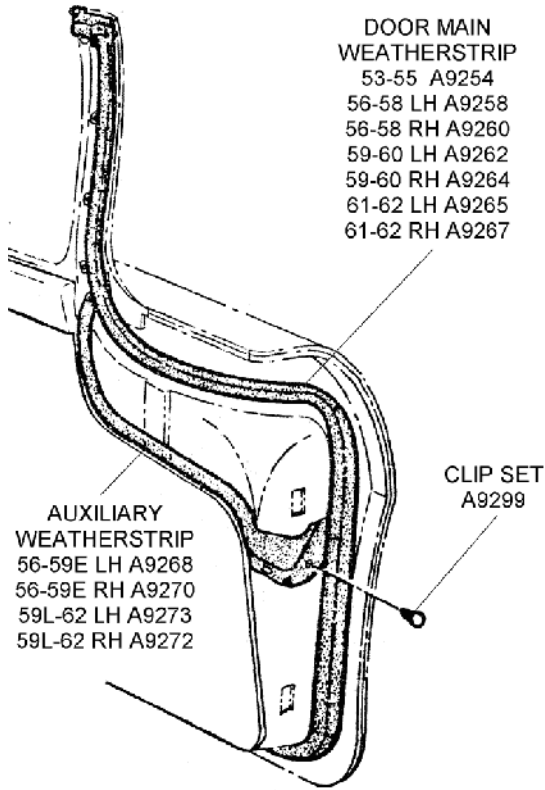 DOOR MAIN
WEATHERSTRIP
53-55 A9254
56-58 LH A9258
56-58 RH A9260
59-60 LH A9262
59-60 RH A9264
61-62 LH A9265
61-62 RH A9267
CLIP SET
A9299
AUXILIARY
WEATHERSTRIP
56-59E LH A9268
56-59E RH A9270
59L-62 LH A9273
59L-62 RH A9272